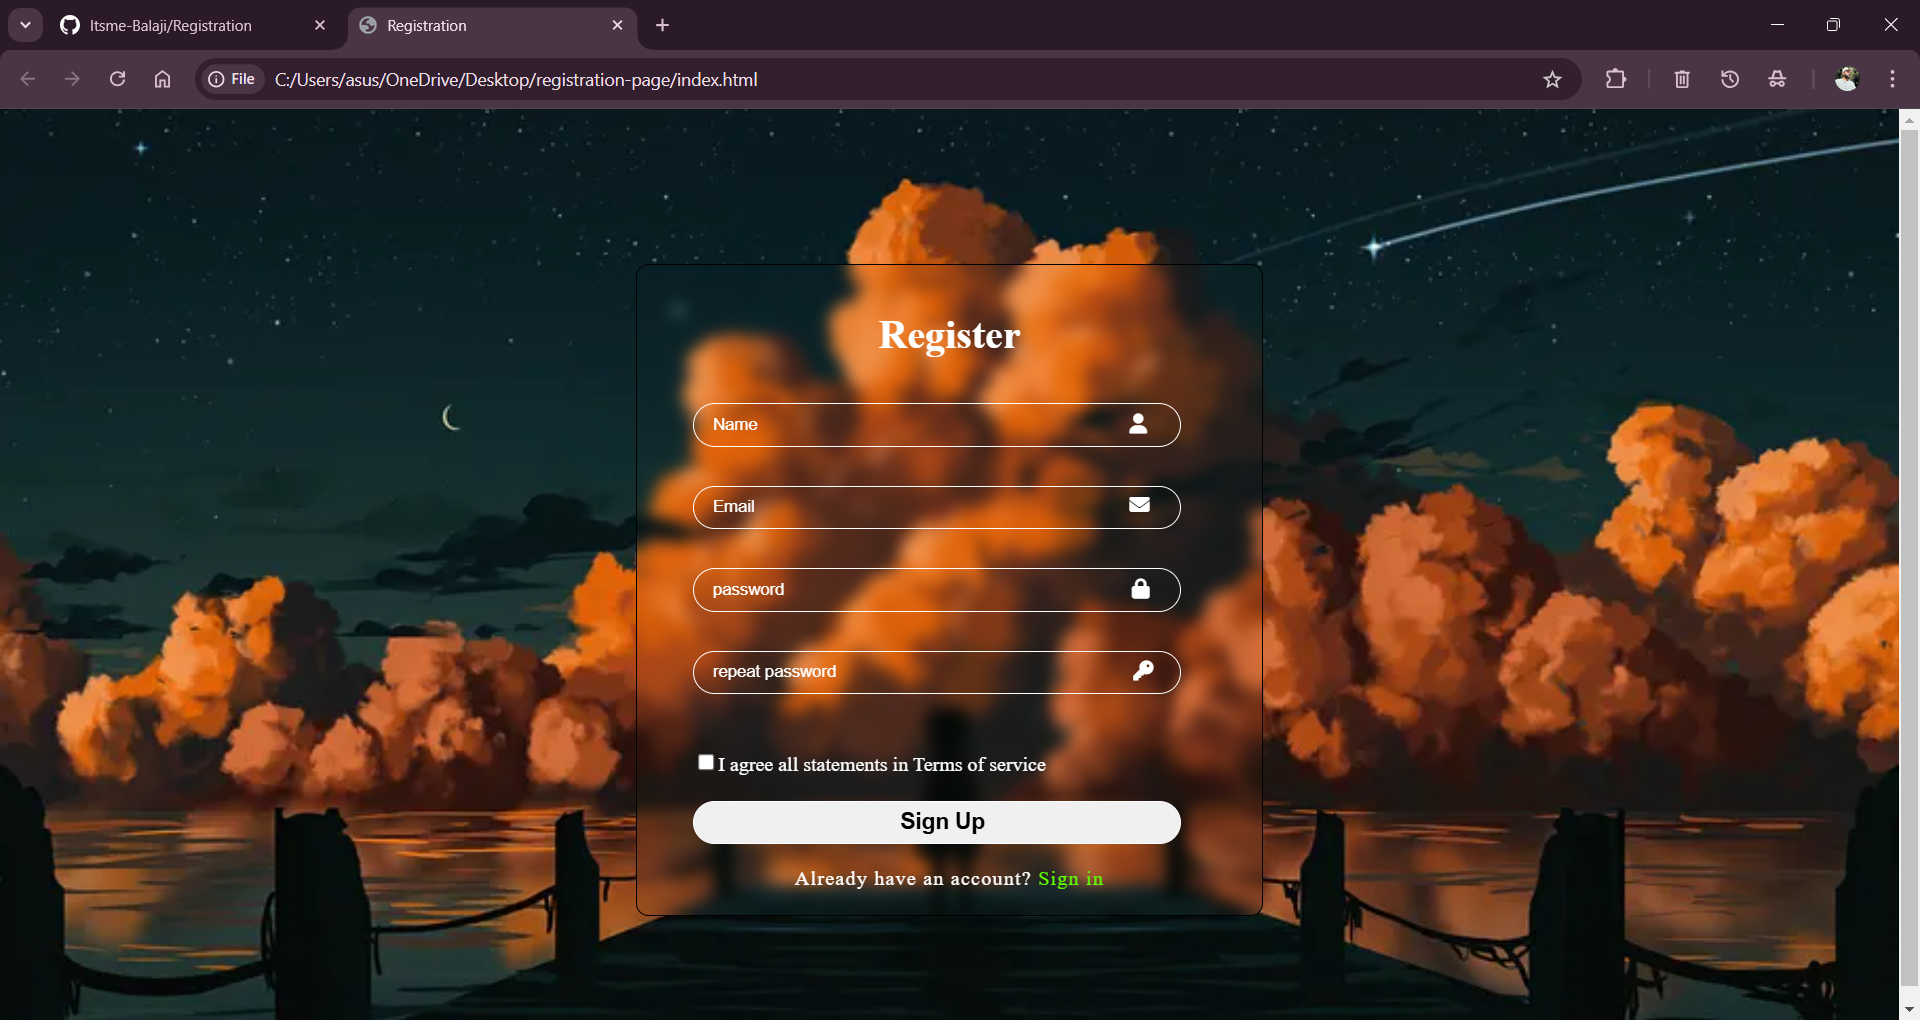 Itsme-Balaji/Registration
Registration
File
C:/Users/asus/OneDrive/Desktop/registration-page/index.html
Register
Name
Email
password
repeat password
I agree all statements in Terms of service
Sign Up
Already have an account? Sign in